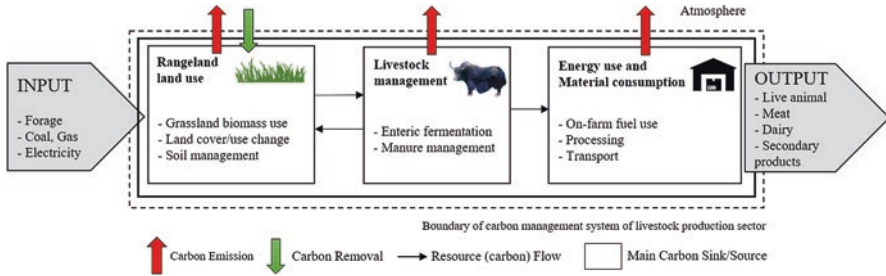 Atmosphere
INPUT
- Forage
- Coal, Gas
- Electricity
Rangeland
land use
- Grassland biomass use
- Land cover/use change
- Soil management
Livestock
management
- Enteric fermentation
- Manure management
Energy use and
Material consumption
- On-farm fuel use
- Processing
- Transport
OUTPUT
- Live animal
- Meat
- Dairy
- Secondary
products
Boundary of carbon management system of livestock production sector
Carbon Emission
Carbon Removal
Resource (carbon) Flow
Main Carbon Sink/Source